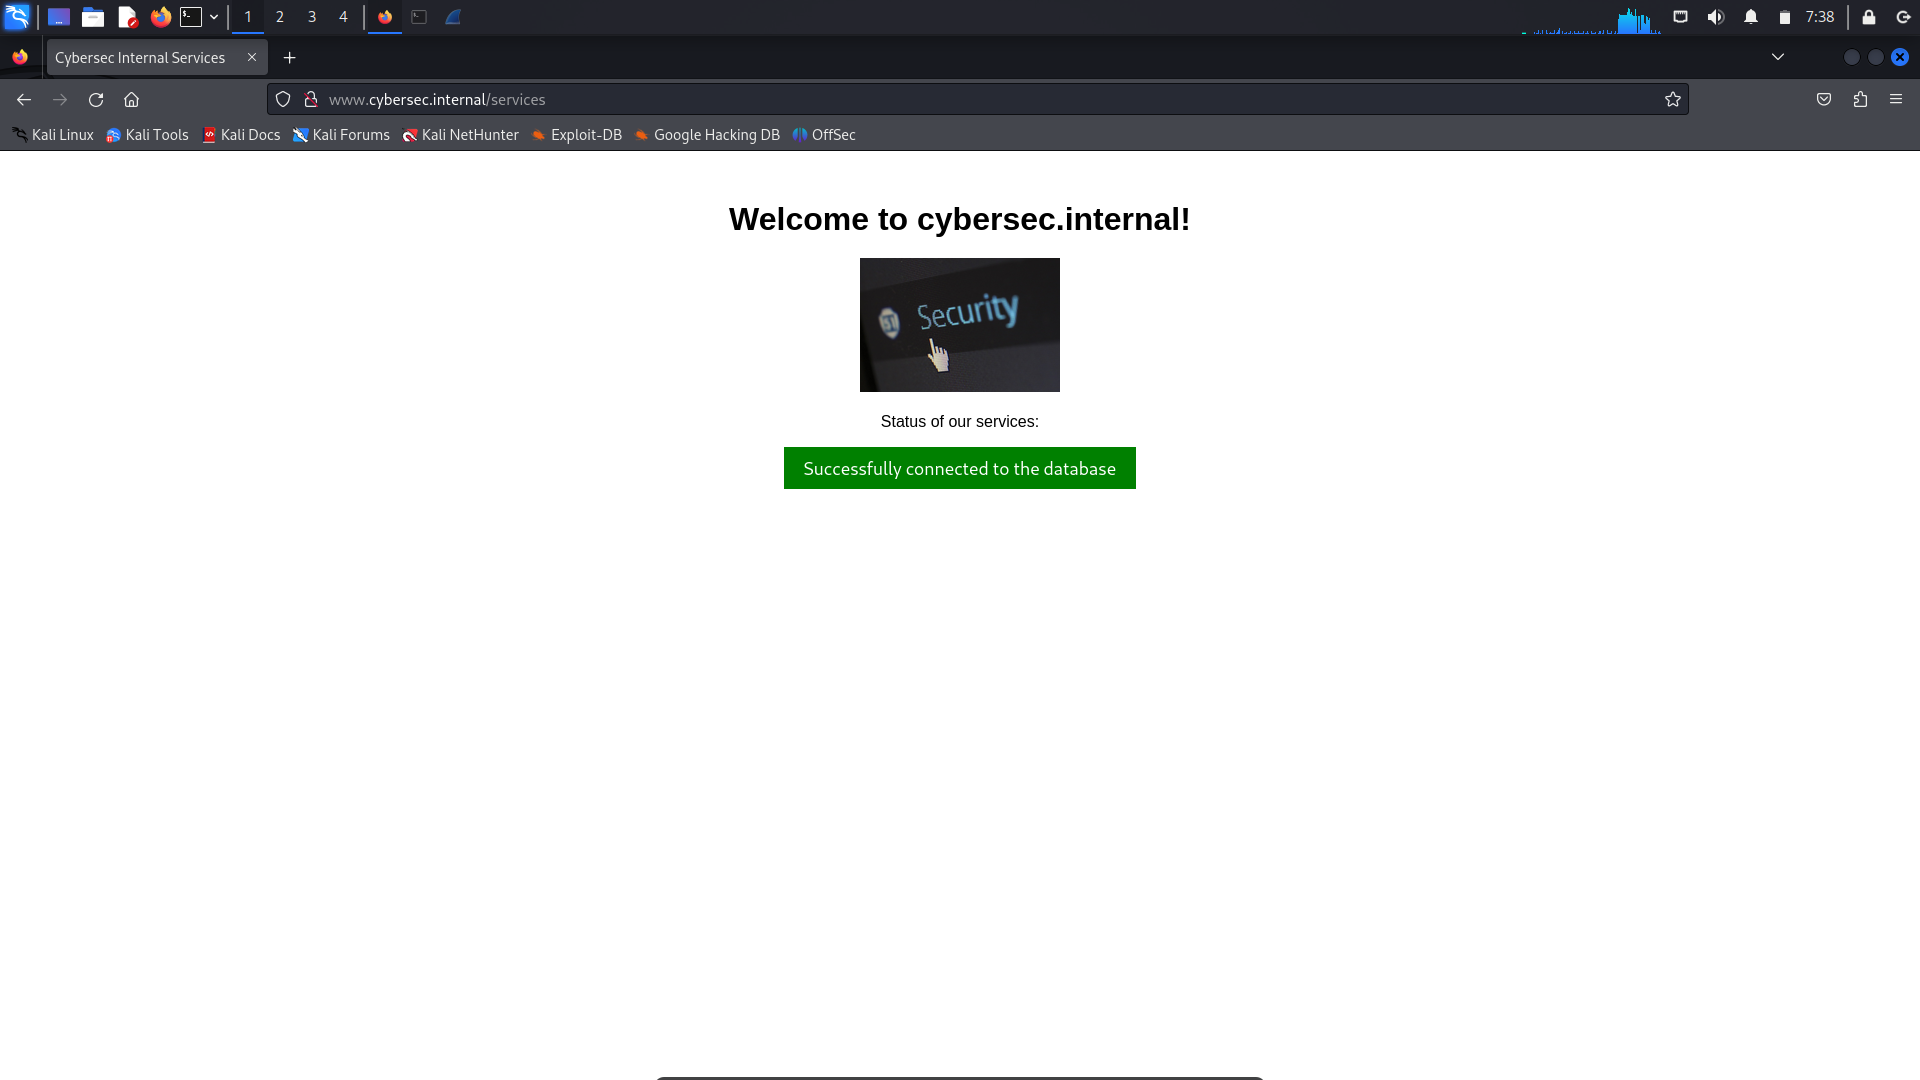 1 2 3 4 7:38
Cybersec Internal Services
www.cybersec.internal/services
Kali Linux Kali Tools Kali Docs Kali Forums Kali NetHunter Exploit-DB Google Hacking DB OffSec
Welcome to cybersec.internal!
Security
Status of our services:
Successfully connected to the database